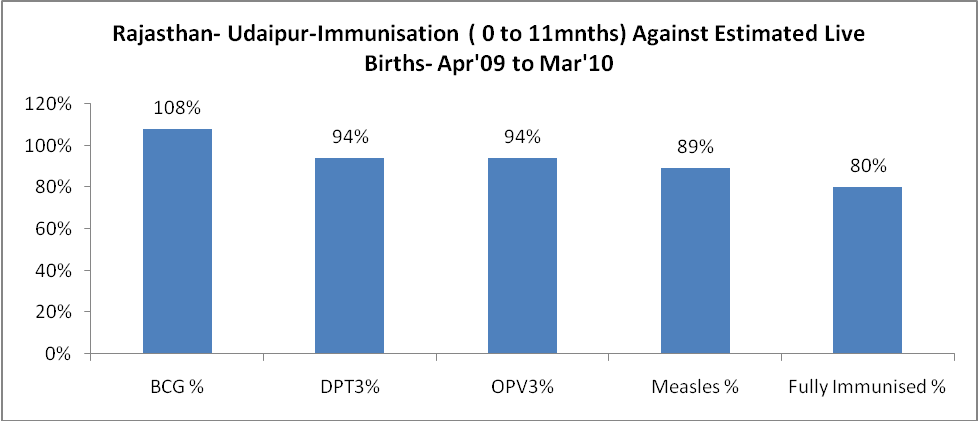 Rajasthan- Udaipur-Immunisation ( 0 to 11mnths) Against Estimated Live
Births- Apr'09 to Mar'10
120%
100%
80%
60%
40%
20%
0%
108%
94%
94%
89%
80%
BCG %
DPT3%
OPV3%
Measles %
Fully Immunised %